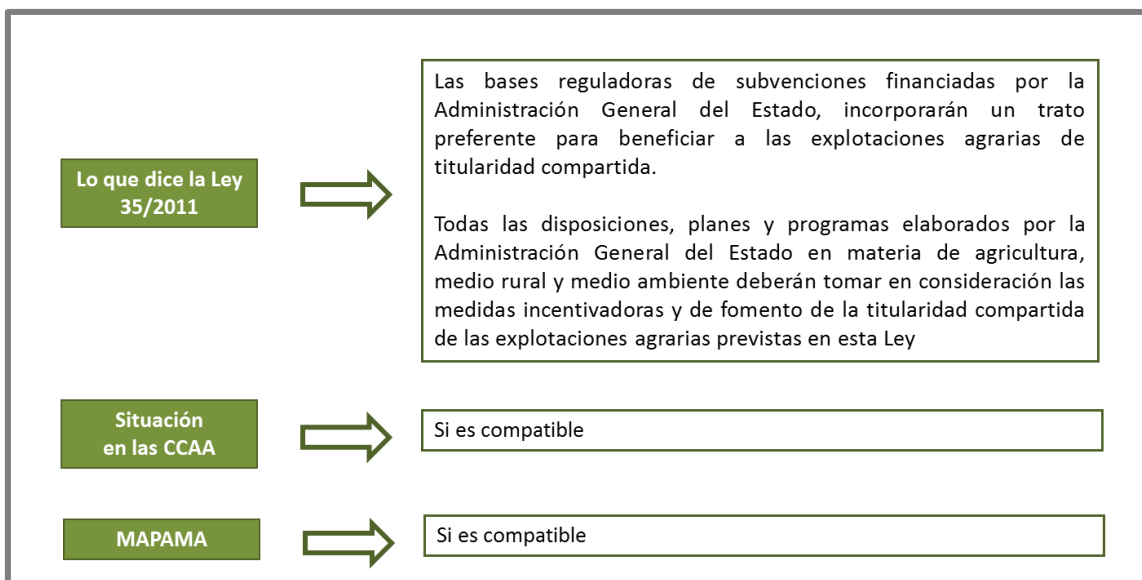 Lo que dice la Ley
35/2011
Las bases reguladoras de subvenciones financiadas por la
Administración General del Estado, incorporarán un trato
preferente para beneficiar a las explotaciones agrarias de
titularidad compartida.
Todas las disposiciones, planes y programas elaborados por la
Administración General del Estado en materia de agricultura,
medio rural y medio ambiente deberán tomar en consideración las
medidas incentivadoras y de fomento de la titularidad compartida
de las explotaciones agrarias previstas en esta Ley
Situación
en las CCAA
Si es compatible
MAPAMA
Si es compatible